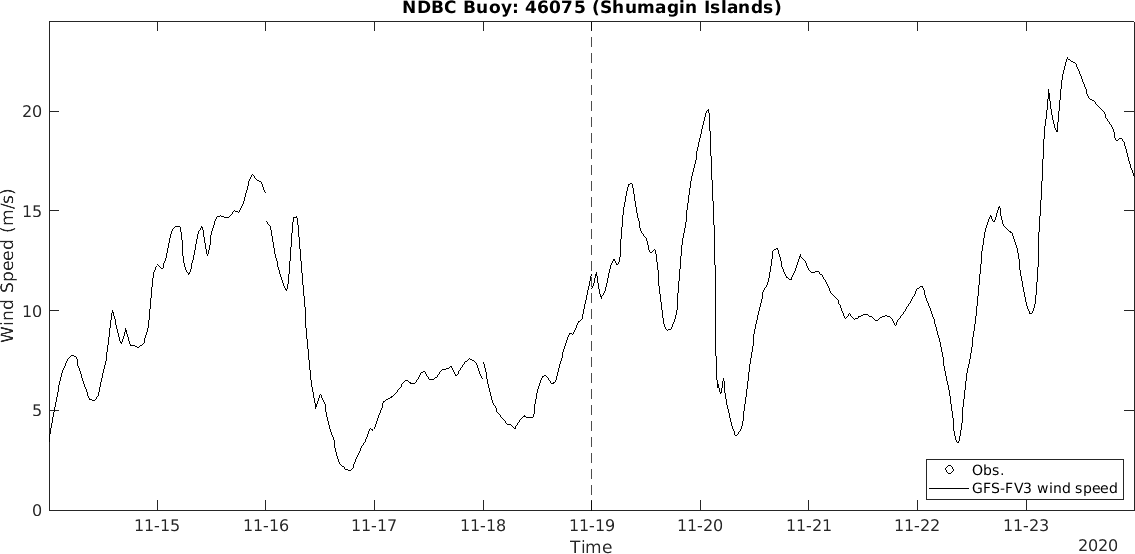 NDBC Buoy: 46075 (Shumagin Islands)
Wind Speed (m/s)
20
15
10
5
0
11-15 11-16 11-17 11-18 11-19 11-20 11-21 11-22 11-23
Time
2020
Obs.
GFS-FV3 wind speed